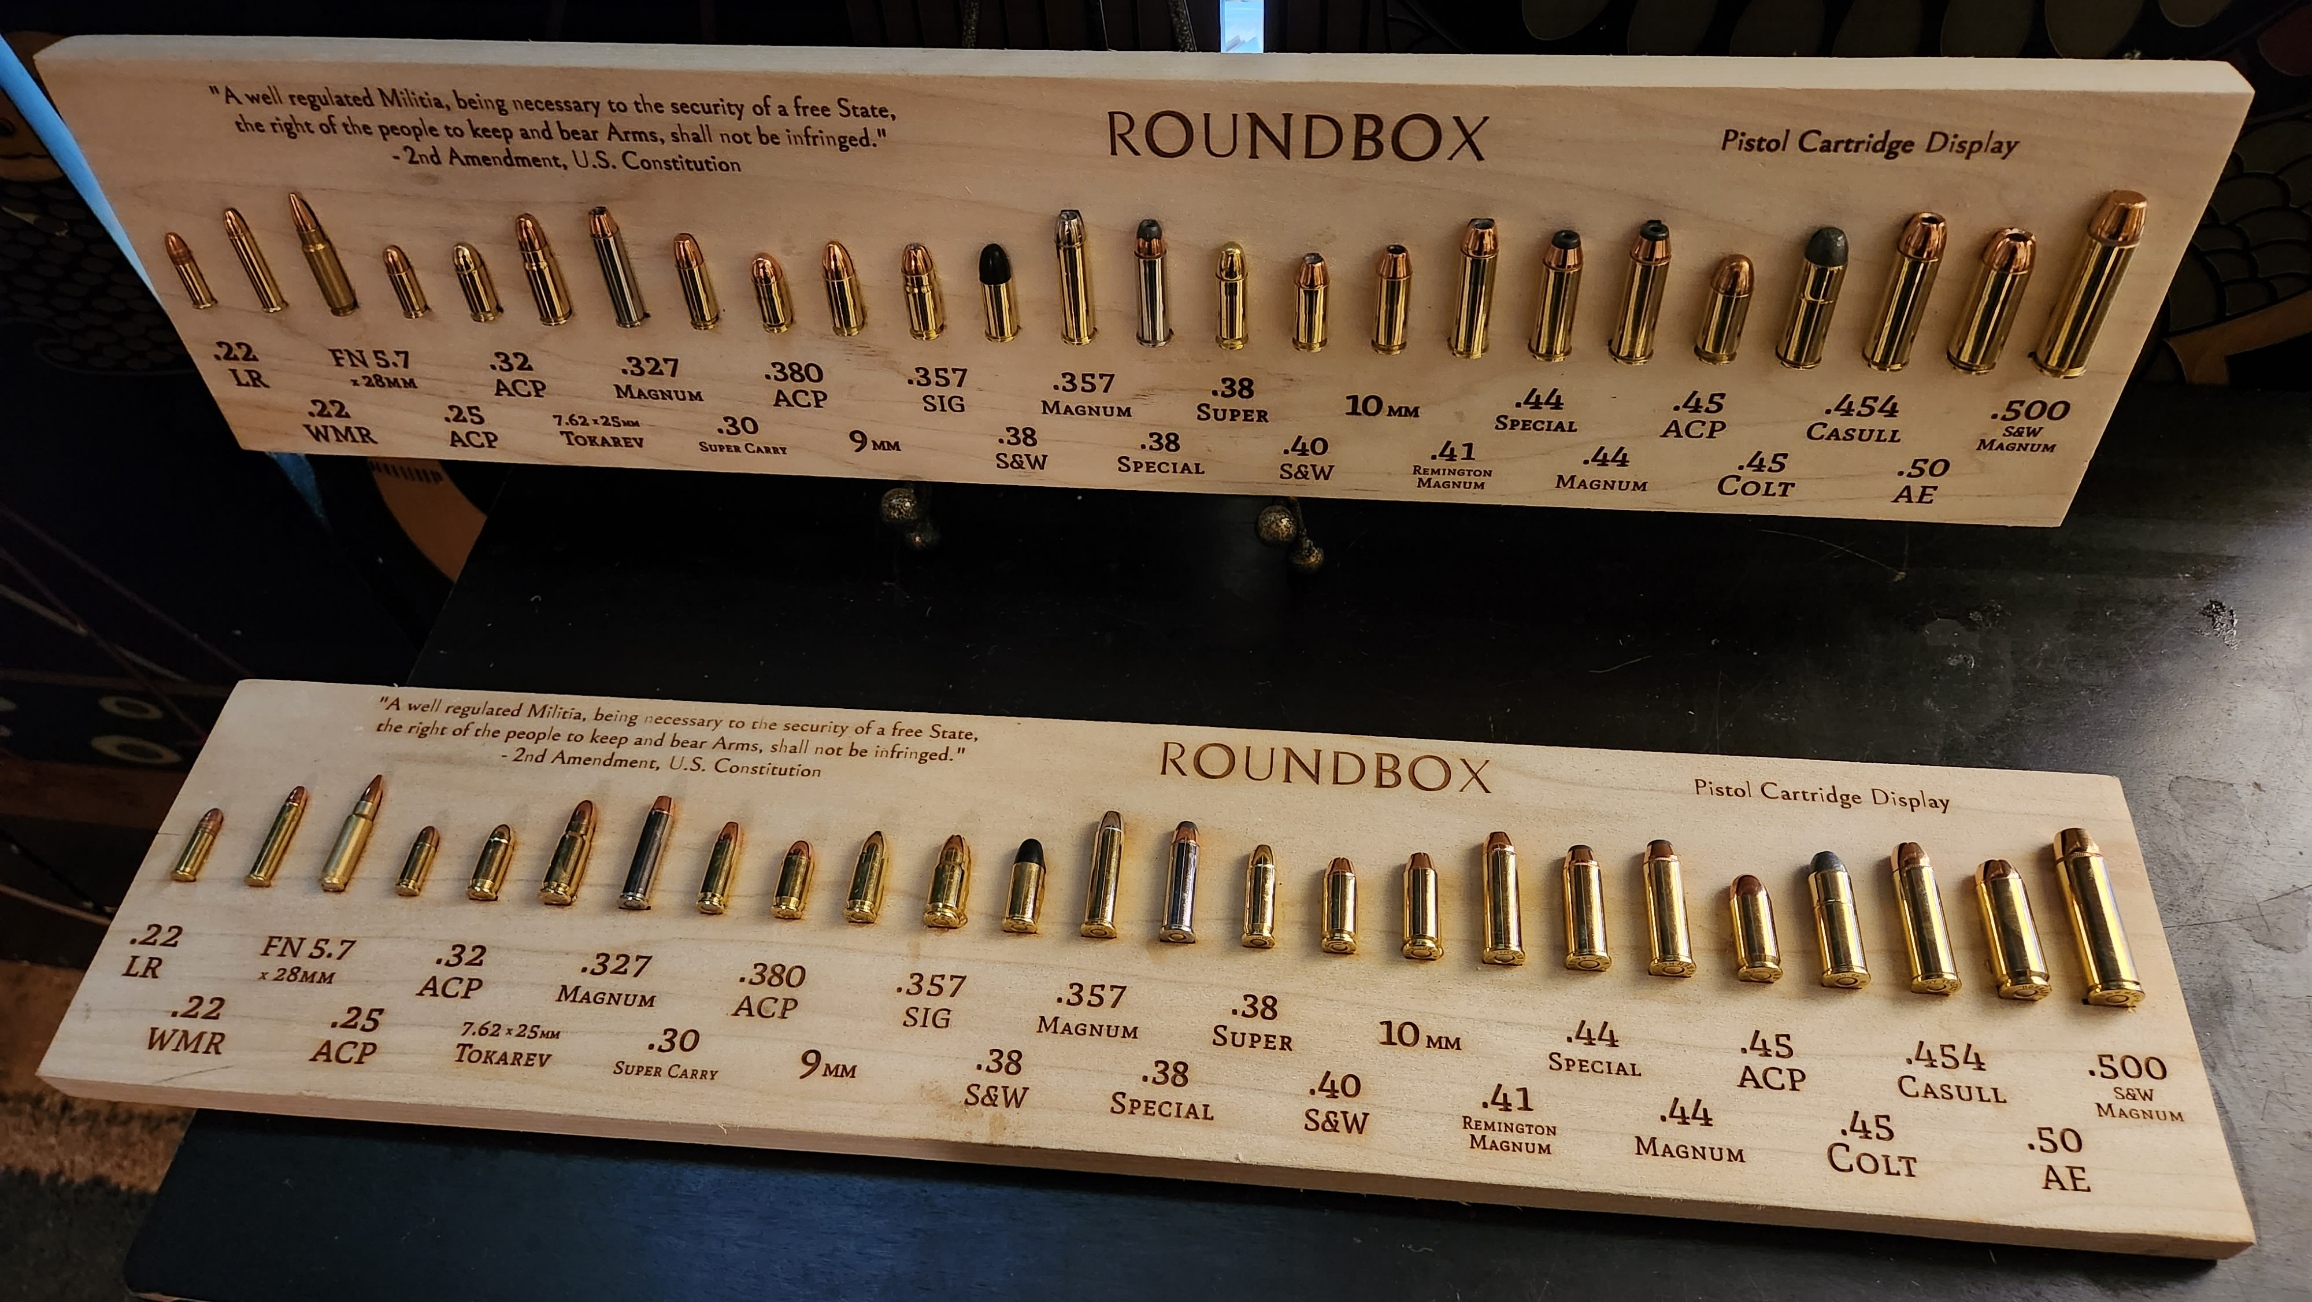 "A well regulated Militia, being necessary to the security of a free State,
the right of the people to keep and bear Arms, shall not be infringed."
- 2nd Amendment, U.S. Constitution
ROUNDBOX
Pistol Cartridge Display
.22 LR
.22 WMR
FN 5.7 x 28MM
.25 ACP
.32 ACP
7.62 x 25MM TOKAREV
.327 MAGNUM
.30 SUPER CARRY
.380 ACP
9MM
.357 SIG
.38 S&W
.357 MAGNUM
.38 SPECIAL
.38 SUPER
.40 S&W
10MM
.41 REMINGTON MAGNUM
.44 SPECIAL
.44 MAGNUM
.45 ACP
.45 COLT
.454 CASULL
.50 AE
.500 S&W MAGNUM
"A well regulated Militia, being necessary to the security of a free State,
the right of the people to keep and bear Arms, shall not be infringed."
- 2nd Amendment, U.S. Constitution
ROUNDBOX
Pistol Cartridge Display
.22 LR
.22 WMR
FN 5.7 x 28MM
.25 ACP
.32 ACP
7.62 x 25MM TOKAREV
.327 MAGNUM
.30 SUPER CARRY
.380 ACP
9MM
.357 SIG
.38 S&W
.357 MAGNUM
.38 SPECIAL
.38 SUPER
.40 S&W
10MM
.41 REMINGTON MAGNUM
.44 SPECIAL
.44 MAGNUM
.45 ACP
.45 COLT
.454 CASULL
.50 AE
.500 S&W MAGNUM